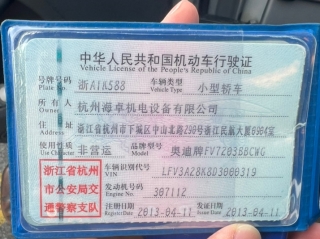 中华人民共和国机动车行驶证
Vehicle License of the People's Republic of China
号牌号码 浙A1K588 车辆类型 小型轿车
Plate No. Vehicle Type
所有人 杭州海卓机电设备有限公司
Owner
住址 浙江省杭州市下城区中山北路290号浙江民航大厦
Address
使用性质 非营运 品牌型号 奥迪牌FV7203BBCWG
Use Character Model
浙江省杭州
市公安局交
通警察支队
车辆识别代号 LFV3A28K8D3000319
VIN
发动机号码 307112
Engine No.
注册日期 2013-04-11 发证日期 2013-04-11
Register Date Issue Date